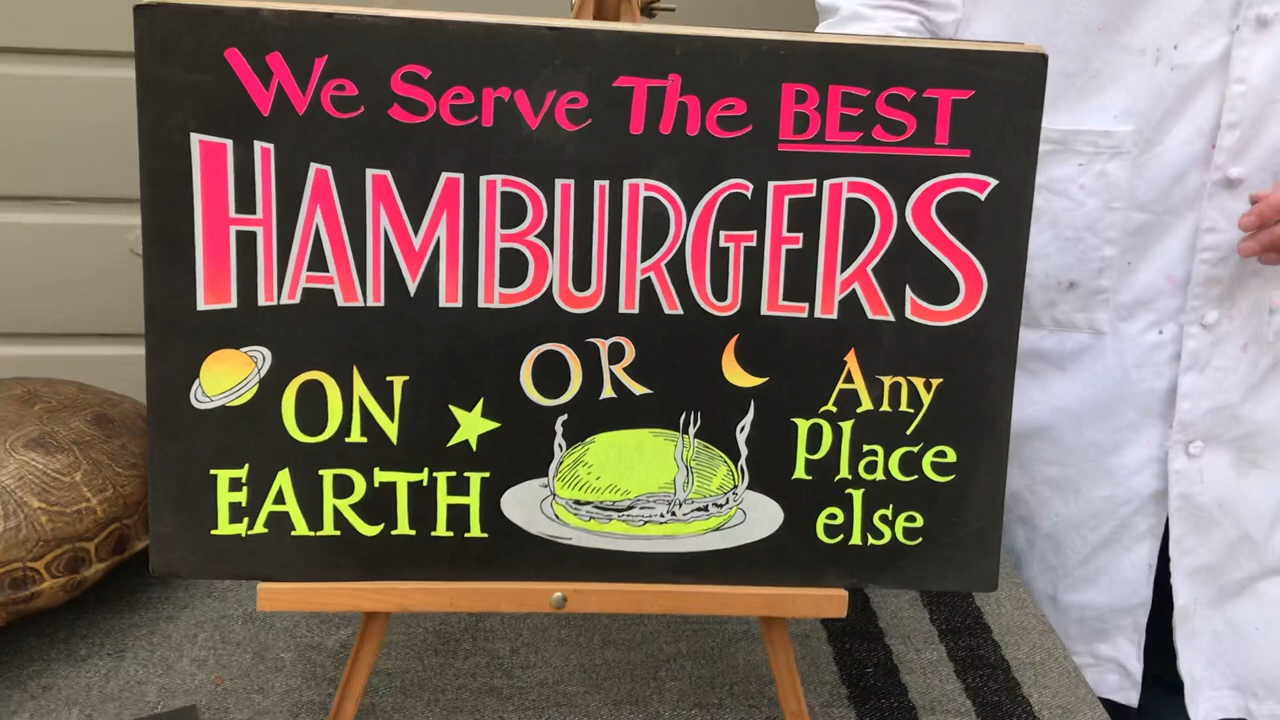 We Serve The BEST
HAMBURGERS
OR
ON
EARTH
Any
Place
else